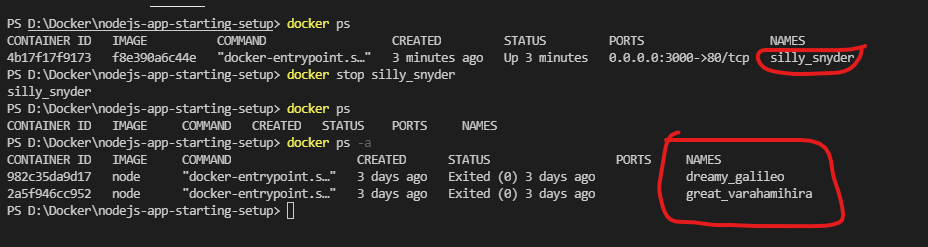 PS D:\Docker\nodejs-app-starting-setup> docker ps
CONTAINER ID IMAGE COMMAND CREATED STATUS PORTS NAMES
4b17f17f9173 f8e390a6c44e "docker-entrypoint.s…" 3 minutes ago Up 3 minutes 0.0.0.0:3000->80/tcp silly_snyder
PS D:\Docker\nodejs-app-starting-setup> docker stop silly_snyder
silly_snyder
PS D:\Docker\nodejs-app-starting-setup> docker ps
CONTAINER ID IMAGE COMMAND CREATED STATUS PORTS NAMES
PS D:\Docker\nodejs-app-starting-setup> docker ps -a
CONTAINER ID IMAGE COMMAND CREATED STATUS PORTS NAMES
982c35da9d17 node "docker-entrypoint.s…" 3 days ago Exited (0) 3 days ago dreamy_galileo
2a5f946cc952 node "docker-entrypoint.s…" 3 days ago Exited (0) 3 days ago great_varahamihira
PS D:\Docker\nodejs-app-starting-setup>